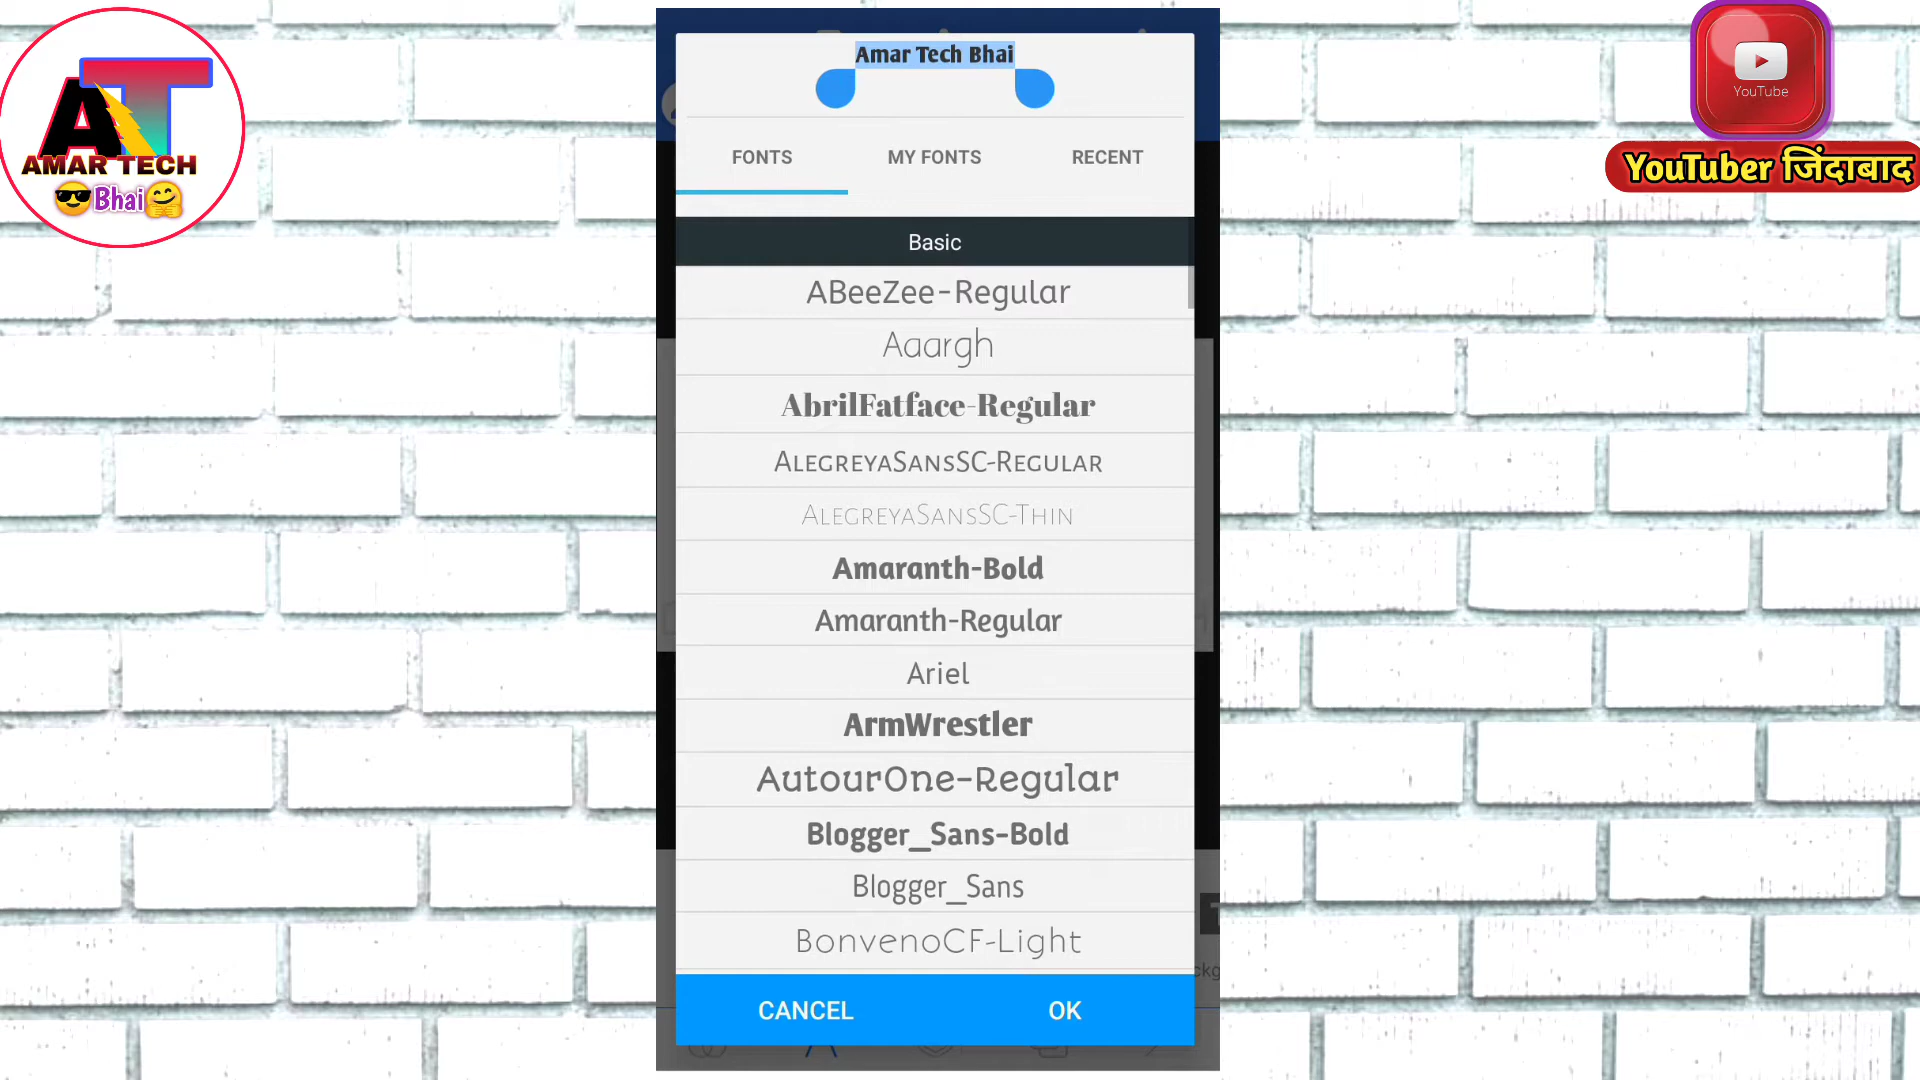 AT
AMAR TECH
Bhai
Amar Tech Bhai
FONTS
MY FONTS
RECENT
Basic
ABeeZee-Regular
Aaargh
AbrilFatface-Regular
AlegreyaSansSC-Regular
AlegreyaSansSC-Thin
Amaranth-Bold
Amaranth-Regular
Ariel
ArmWrestler
AutourOne-Regular
Blogger_Sans-Bold
Blogger_Sans
BonvenoCF-Light
CANCEL
OK
YouTube
YouTuber जिंदाबाद